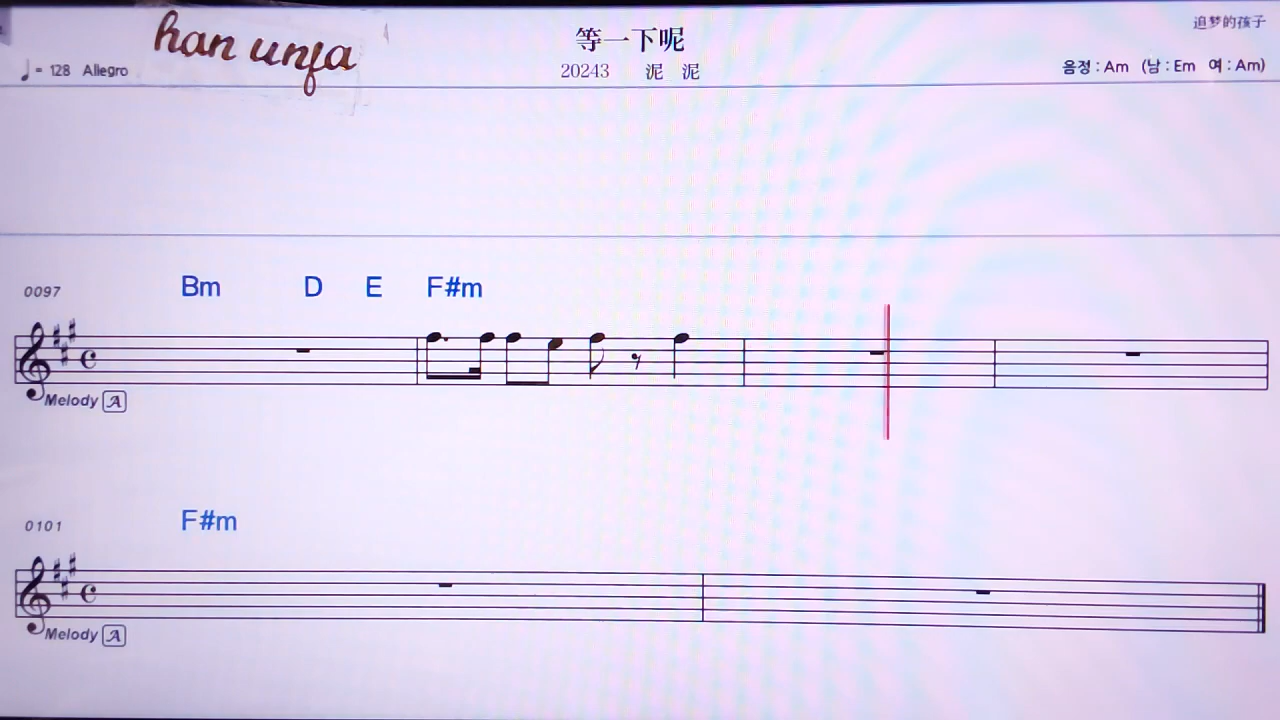 han unja
等一下呢
追梦的孩子
♩ = 128 Allegro
20243 泥 泥
음정 : Am (남 : Em 여 : Am)
0097 Bm D E F#m
Melody A
0101 F#m
Melody A